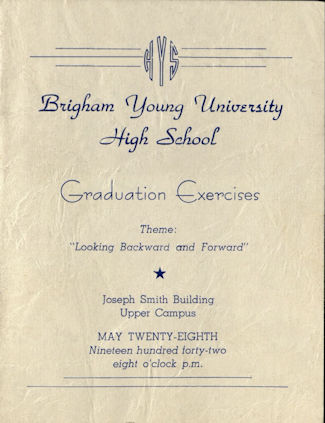 BYS
Brigham Young University
High School
Graduation Exercises
Theme:
"Looking Backward and Forward"
Joseph Smith Building
Upper Campus
MAY TWENTY-EIGHTH
Nineteen hundred forty-two
eight o'clock p.m.